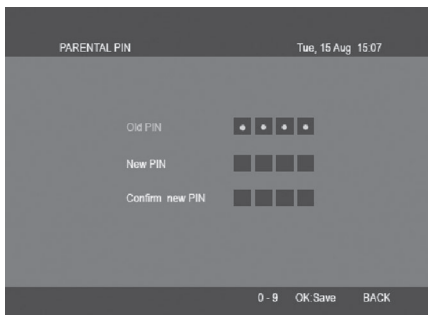 PARENTAL PIN Tue, 15 Aug 15:07
Old PIN
New PIN
Confirm new PIN
0 - 9 OK:Save BACK